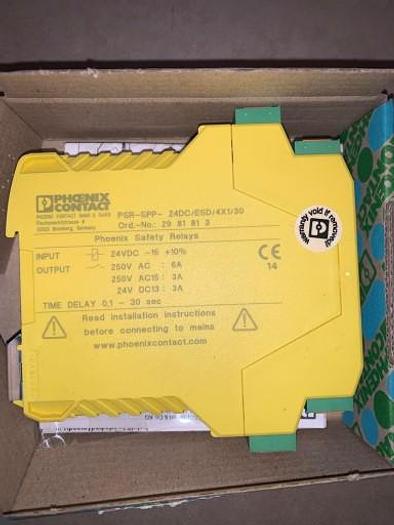 PHOENIX
CONTACT
PSR-SPP- 24DC/ESD/4X1/30
Ord.-No.: 29 81 81 3
PHOENIX CONTACT GmbH & Co.KG
Flachsmarktstrasse 8
32825 Blomberg, Germany
Phoenix Safety Relays
INPUT 24VDC -15 +10%
OUTPUT 250V AC : 6A
250V AC15 : 3A
24V DC13 : 3A
TIME DELAY 0,1 - 30 sec
CE
14
Read installation instructions
before connecting to mains
www.phoenixcontact.com
warranty void if removed!
PHOENIX
CONTACT